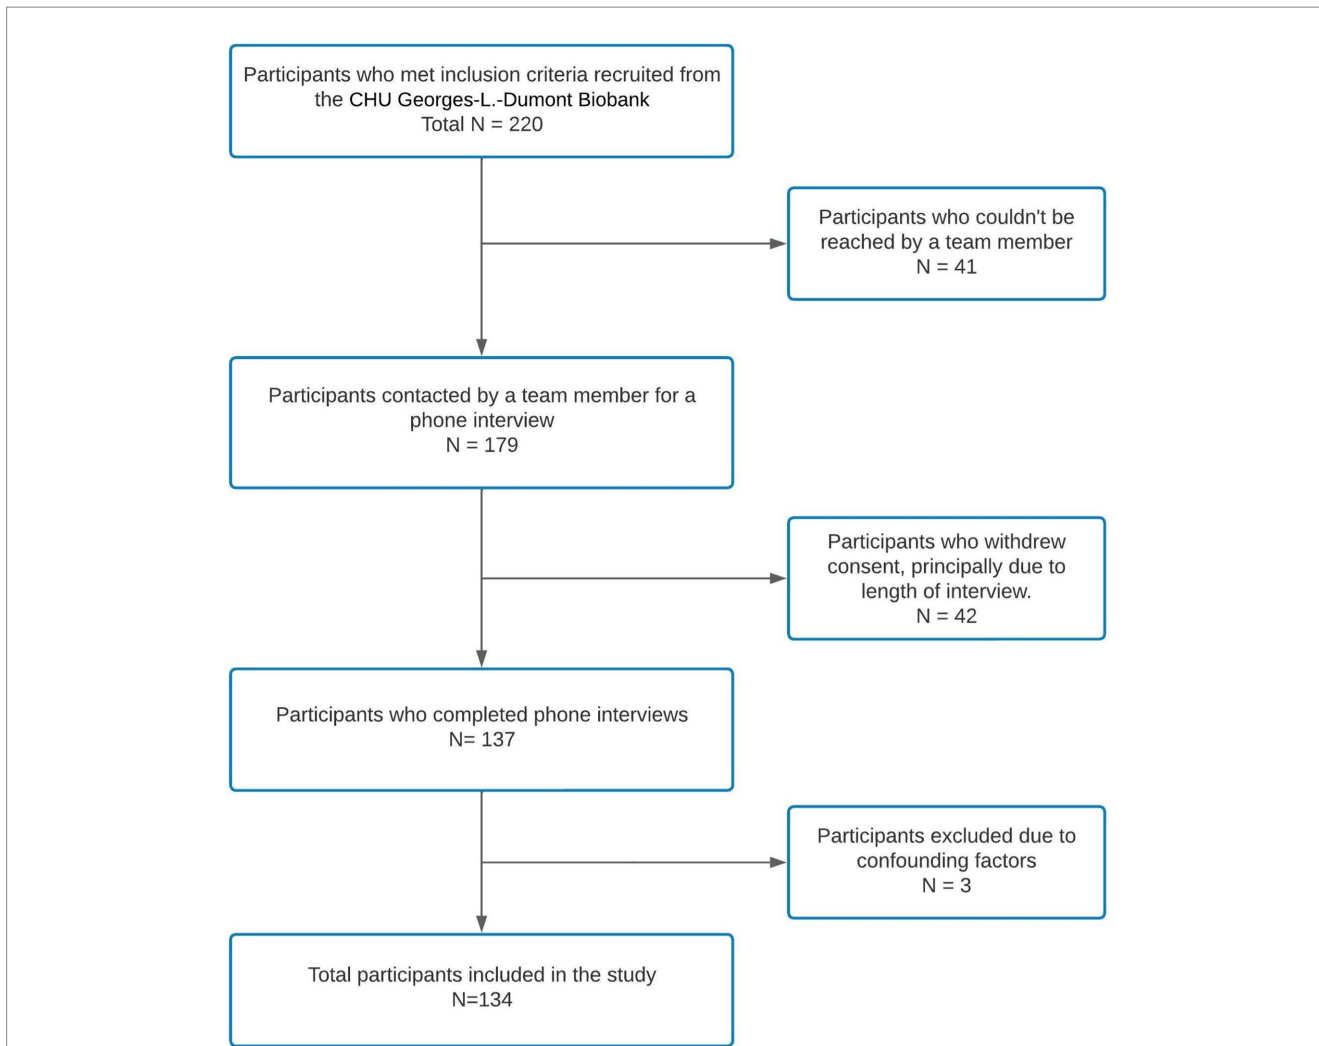 Participants who met inclusion criteria recruited from
the CHU Georges-L.-Dumont Biobank
Total N = 220
Participants who couldn't be
reached by a team member
N = 41
Participants contacted by a team member for a
phone interview
N = 179
Participants who withdrew
consent, principally due to
length of interview.
N = 42
Participants who completed phone interviews
N= 137
Participants excluded due to
confounding factors
N = 3
Total participants included in the study
N=134